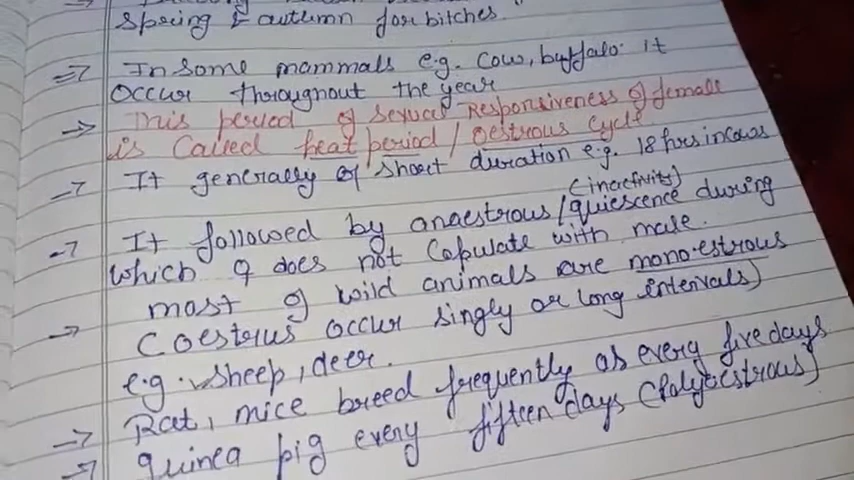 spring & autumn for bitches
⇒ In some mammals e.g. Cow, buffalo. it
occur throughout the year
→ This peruod of sexual Responsiveness of female
is Called heat period / Oestrous Cycle
→ It generally of Short duration e.g. 18 hrs in cows
→ It followed by anaestrous / quiescence during
(inactivity)
which ♀ does not Capulate with male.
most of wild animals are mono-estrous
→ Coestrus occur singly or long intervals)
e.g. sheep, deer.
→ Rat, mice breed frequently as every five days
→ guinea pig every fifteen days (Polyoestrous)